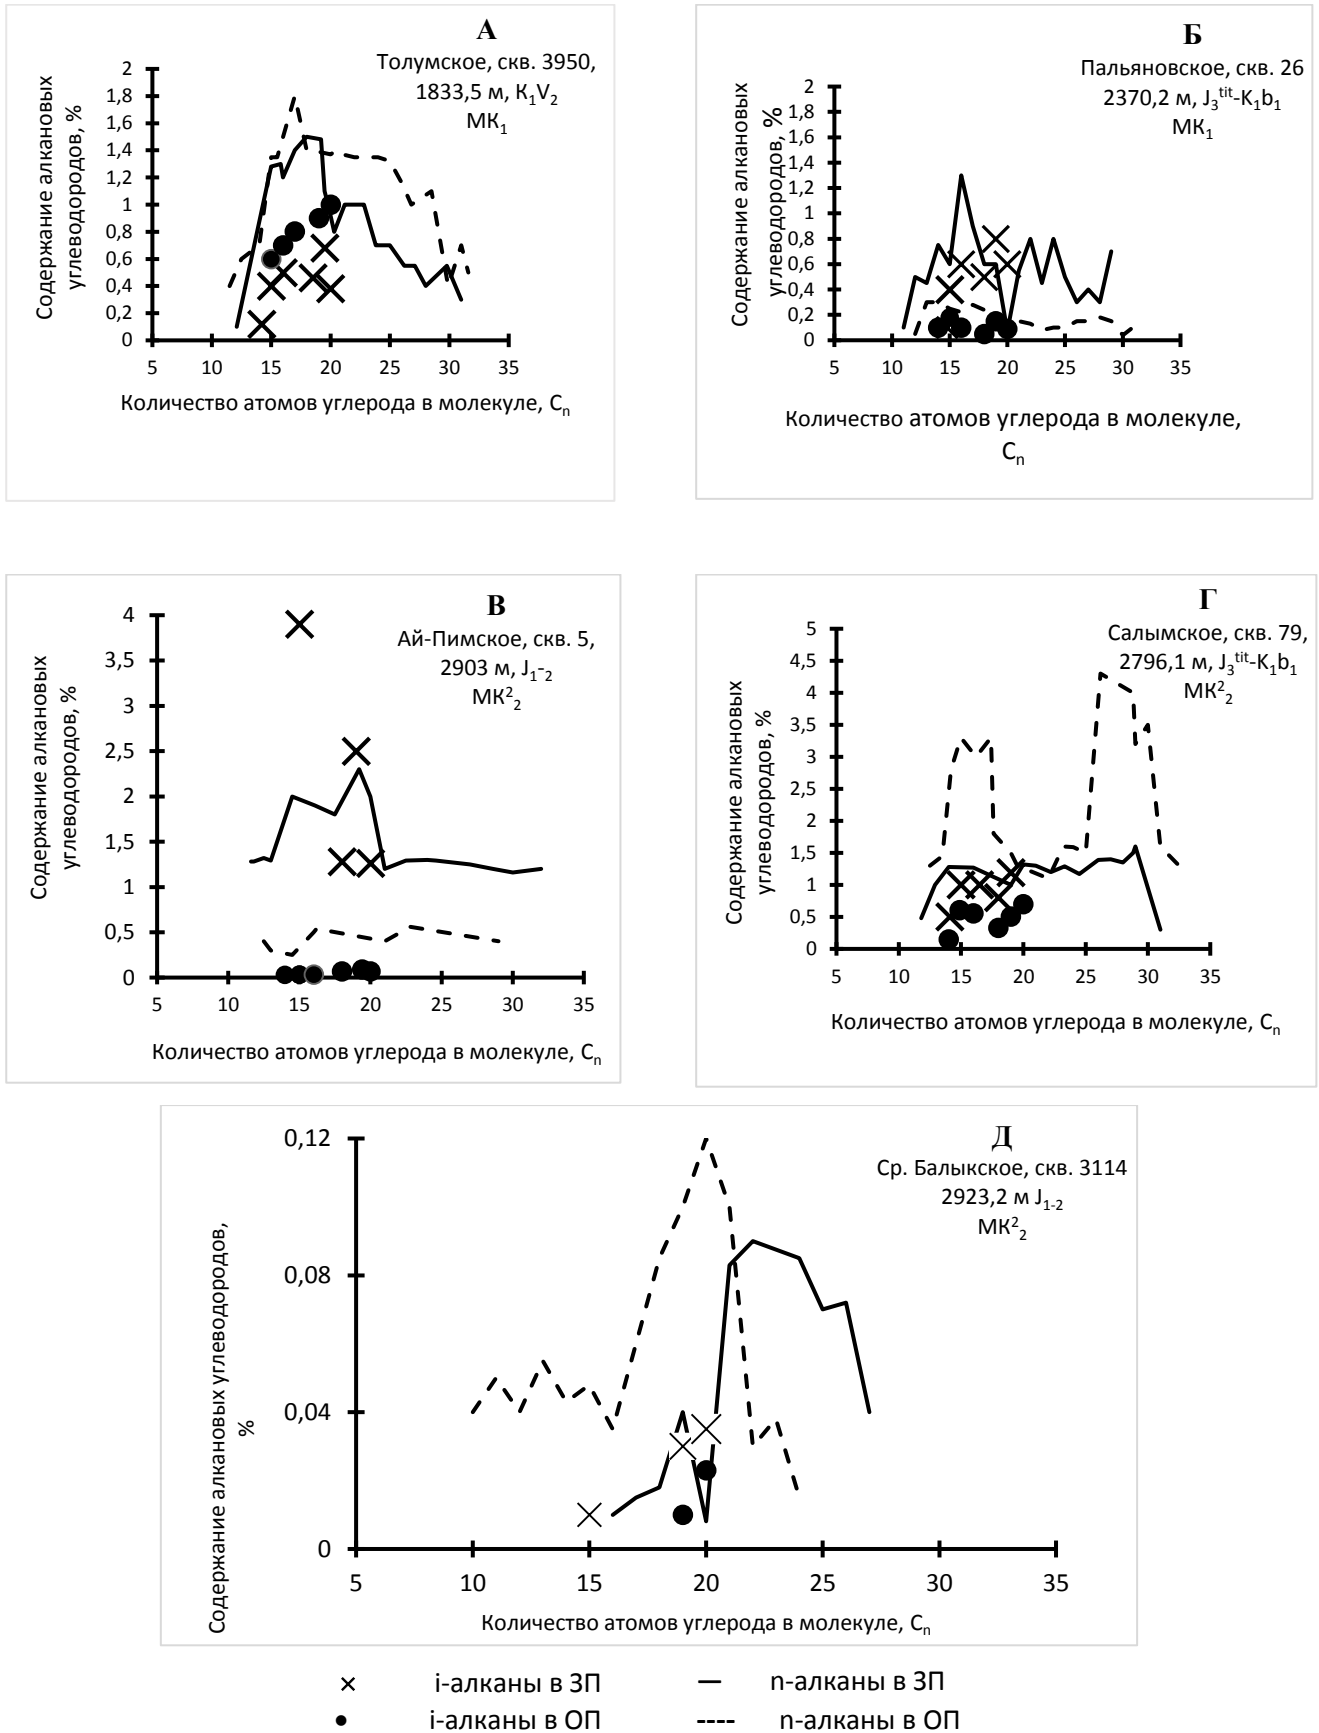 А
Толумское, скв. 3950,
1833,5 м, K₁V₂
МК₁
Содержание алкановых
углеводородов, %
2
1,8
1,6
1,4
1,2
1
0,8
0,6
0,4
0,2
0
5 10 15 20 25 30 35
Количество атомов углерода в молекуле, Cₙ
Б
Пальяновское, скв. 26
2370,2 м, J₃ᵗⁱᵗ-K₁b₁
МК₁
Содержание алкановых
углеводородов, %
2
1,8
1,6
1,4
1,2
1
0,8
0,6
0,4
0,2
0
5 10 15 20 25 30 35
Количество атомов углерода в молекуле,
Cₙ
В
Ай-Пимское, скв. 5,
2903 м, J₁-₂
МК²₂
Содержание алкановых
углеводородов, %
4
3,5
3
2,5
2
1,5
1
0,5
0
5 10 15 20 25 30 35
Количество атомов углерода в молекуле, Cₙ
Г
Салымское, скв. 79,
2796,1 м, J₃ᵗⁱᵗ-K₁b₁
МК²₂
Содержание алкановых
углеводородов, %
5
4,5
4
3,5
3
2,5
2
1,5
1
0,5
0
5 10 15 20 25 30 35
Количество атомов углерода в молекуле, Cₙ
Д
Ср. Балыкское, скв. 3114
2923,2 м J₁₋₂
МК²₂
Содержание алкановых углеводородов,
%
0,12
0,08
0,04
0
5 10 15 20 25 30 35
Количество атомов углерода в молекуле, Cₙ
i-алканы в ЗП n-алканы в ЗП
i-алканы в ОП n-алканы в ОП